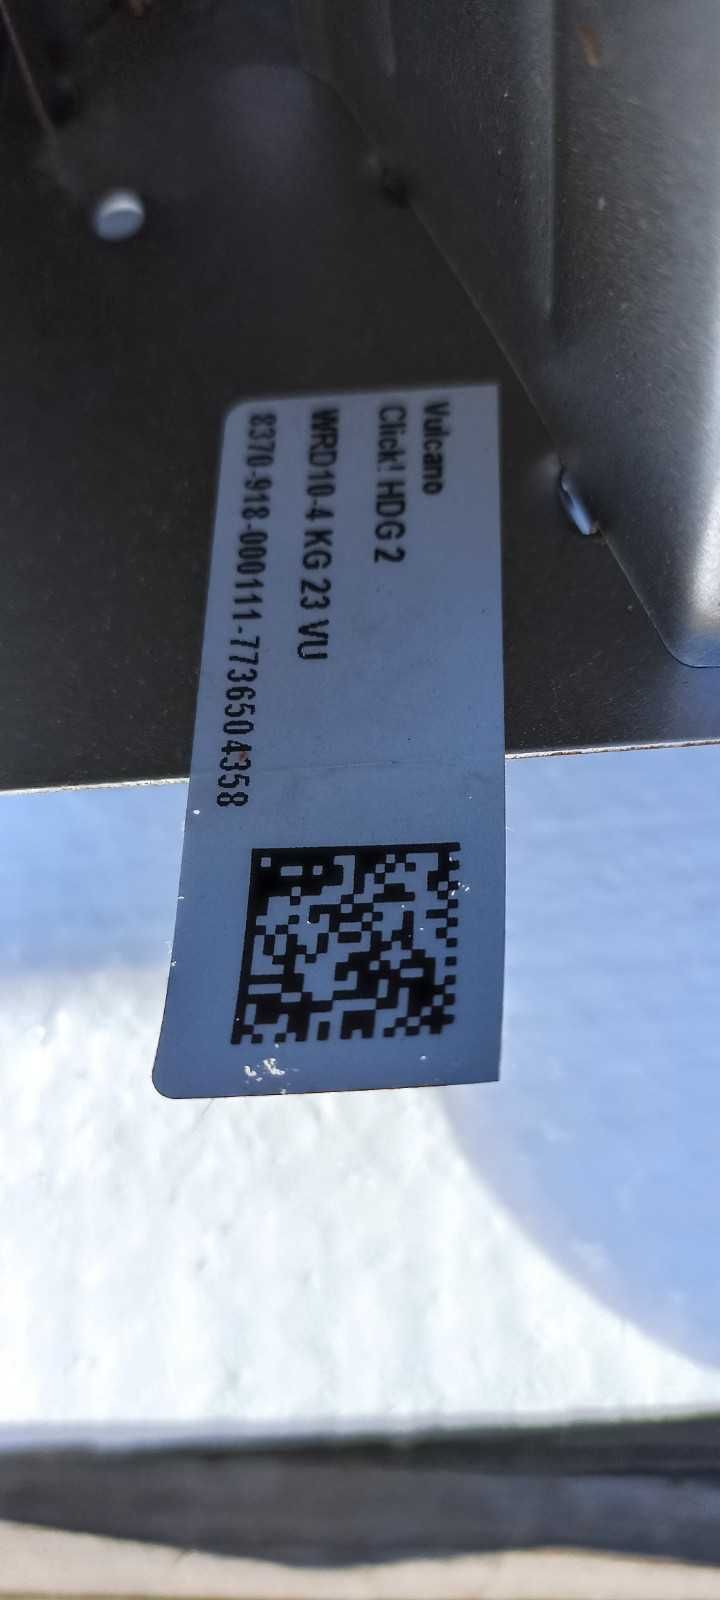 Vulcano
Click! HDG 2
WRD10-4 KG 23 VU
8370-918-000111-7736504358